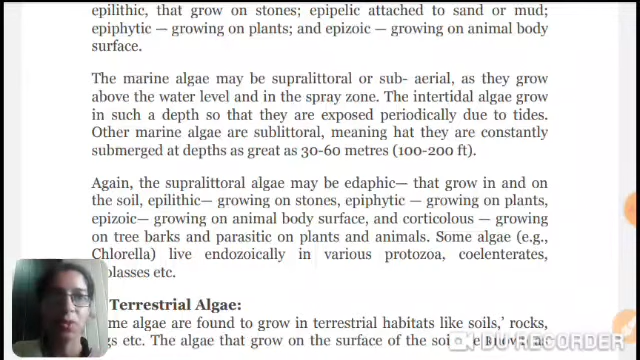 epilithic, that grow on stones; epipelic attached to sand or mud;
epiphytic — growing on plants; and epizoic — growing on animal body
surface.
The marine algae may be supralittoral or sub- aerial, as they grow
above the water level and in the spray zone. The intertidal algae grow
in such a depth so that they are exposed periodically due to tides.
Other marine algae are sublittoral, meaning hat they are constantly
submerged at depths as great as 30-60 metres (100-200 ft).
Again, the supralittoral algae may be edaphic— that grow in and on
the soil, epilithic— growing on stones, epiphytic — growing on plants,
epizoic— growing on animal body surface, and corticolous — growing
on tree barks and parasitic on plants and animals. Some algae (e.g.,
Chlorella) live endozoically in various protozoa, coelenterates,
olasses etc.
Terrestrial Algae:
me algae are found to grow in terrestrial habitats like soils,' rocks,
gs etc. The algae that grow on the surface of the soi
RECORDER